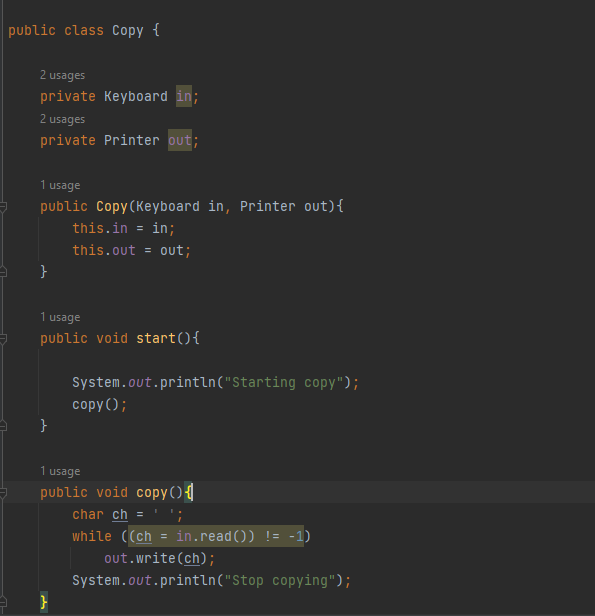 public class Copy {
2 usages
private Keyboard in;
2 usages
private Printer out;
1 usage
public Copy(Keyboard in, Printer out){
this.in = in;
this.out = out;
}
1 usage
public void start(){
System.out.println("Starting copy");
copy();
}
1 usage
public void copy(){
char ch = ' ';
while ((ch = in.read()) != -1)
out.write(ch);
System.out.println("Stop copying");
}